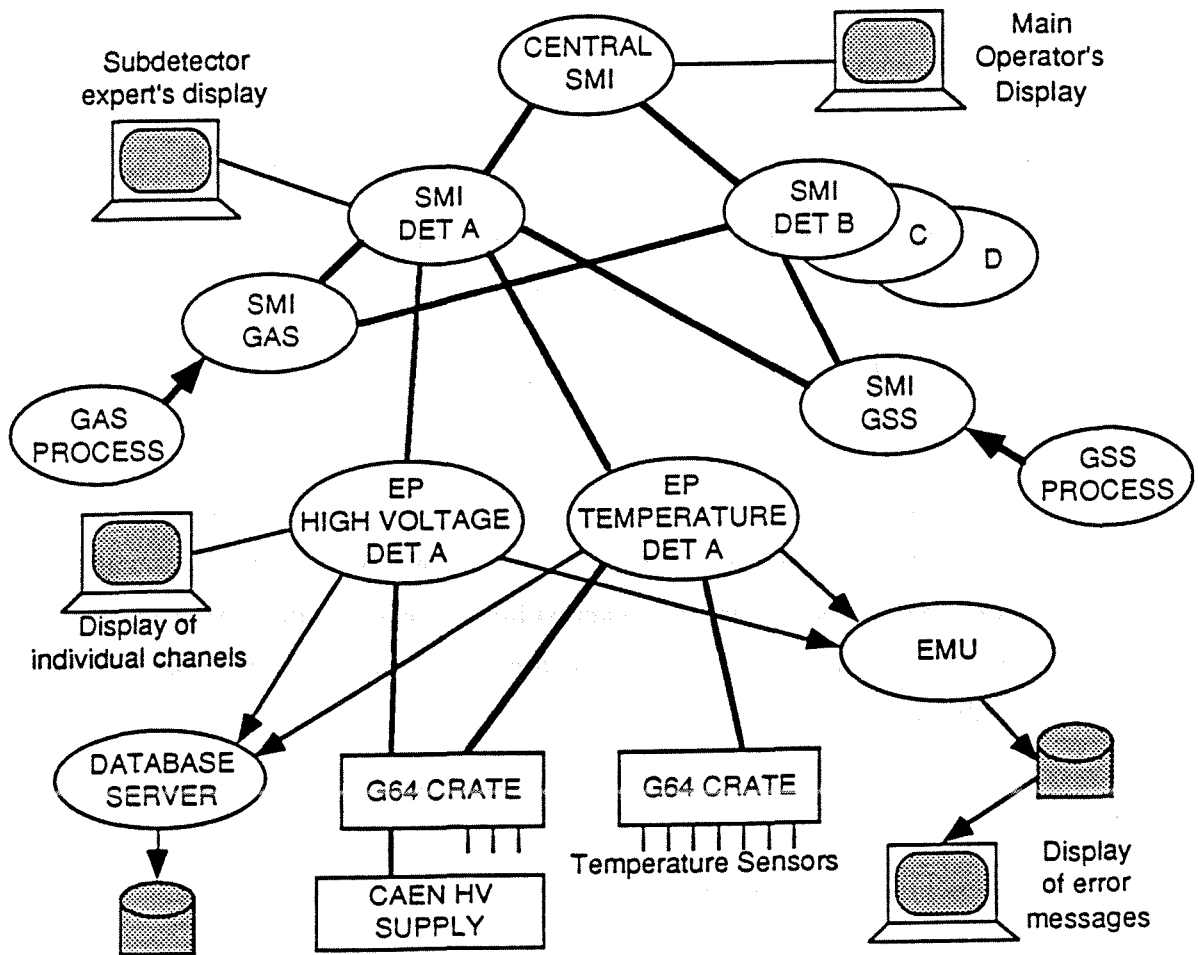 CENTRAL
SMI
Main
Operator's
Display
Subdetector
expert's display
SMI
DET A
SMI
DET B
C
D
SMI
GAS
GAS
PROCESS
SMI
GSS
GSS
PROCESS
EP
HIGH VOLTAGE
DET A
EP
TEMPERATURE
DET A
Display of
individual chanels
EMU
DATABASE
SERVER
G64 CRATE
G64 CRATE
Temperature Sensors
CAEN HV
SUPPLY
Display
of error
messages